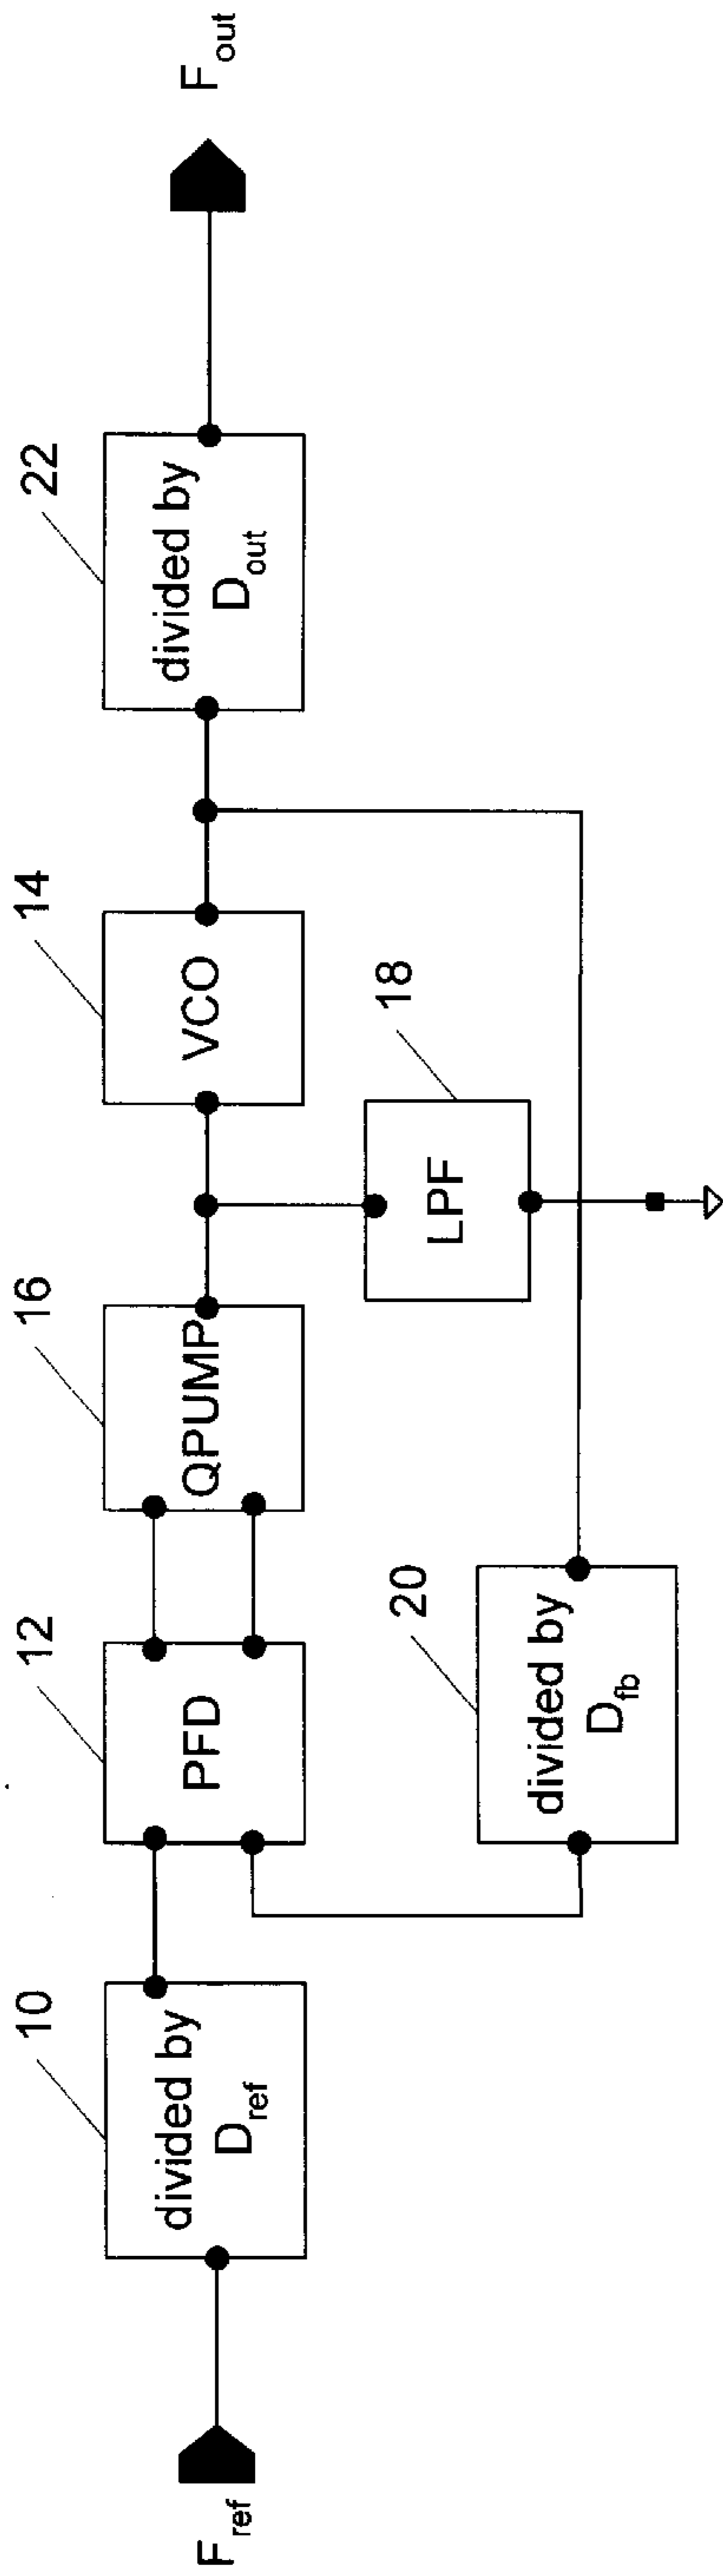 F_ref
10
divided by
D_ref
12
PFD
16
QPUMP
14
VCO
22
divided by
D_out
F_out
18
LPF
20
divided by
D_fb